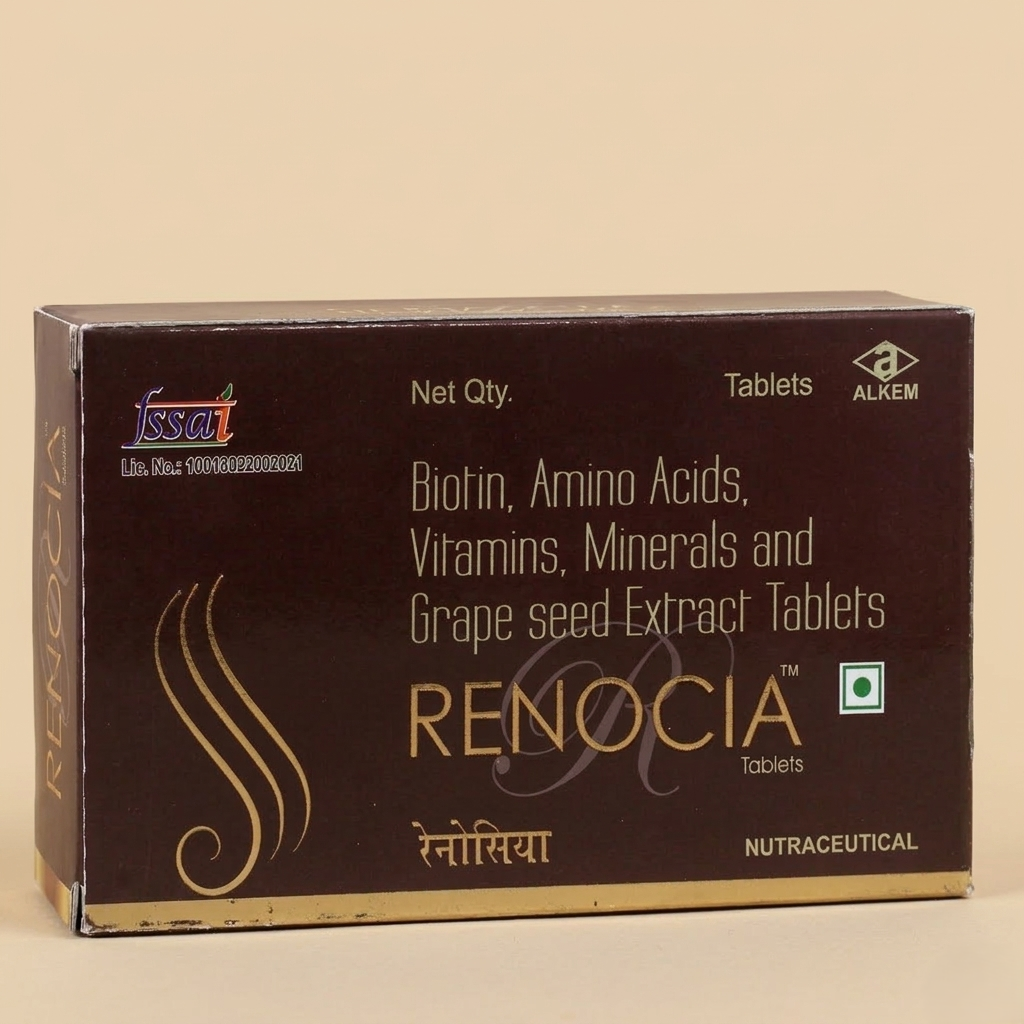 fssai
Lic. No.:
Net Qty.
Tablets
a
ALKEM
Biotin, Amino Acids,
Vitamins, Minerals and
Grape seed Extract Tablets
R
RENOCIA™
Tablets
रेनोसिया
NUTRACEUTICAL
RENOCIA